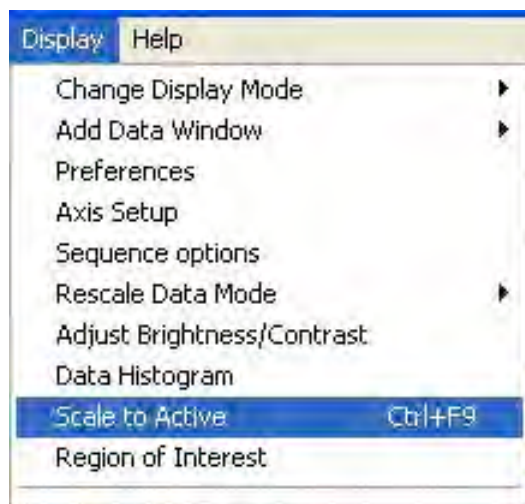 Display Help
Change Display Mode
Add Data Window
Preferences
Axis Setup
Sequence options
Rescale Data Mode
Adjust Brightness/Contrast
Data Histogram
Scale to Active Ctrl+F9
Region of Interest